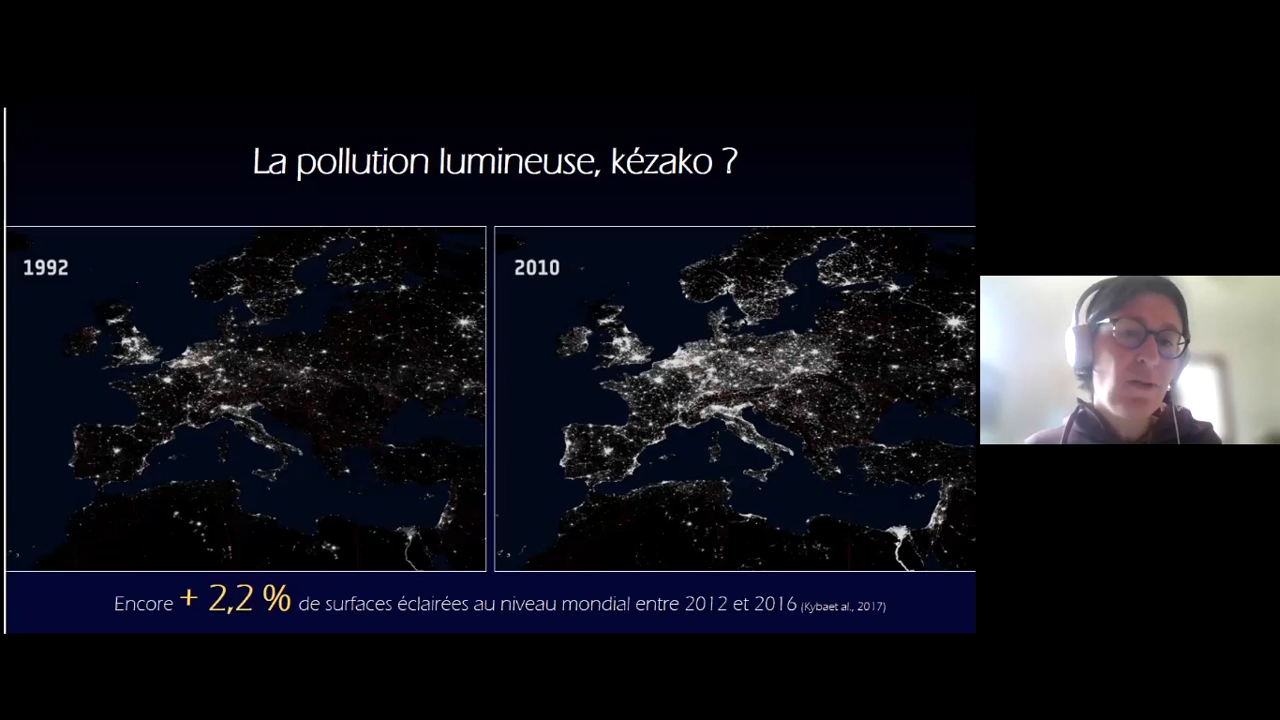 La pollution lumineuse, kézako ?
1992
2010
Encore + 2,2 % de surfaces éclairées au niveau mondial entre 2012 et 2016 (Kybaet al., 2017)